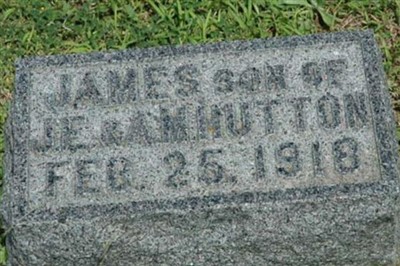 JAMES SON OF
J.E. & A.M. HUTTON
FEB. 25. 1918